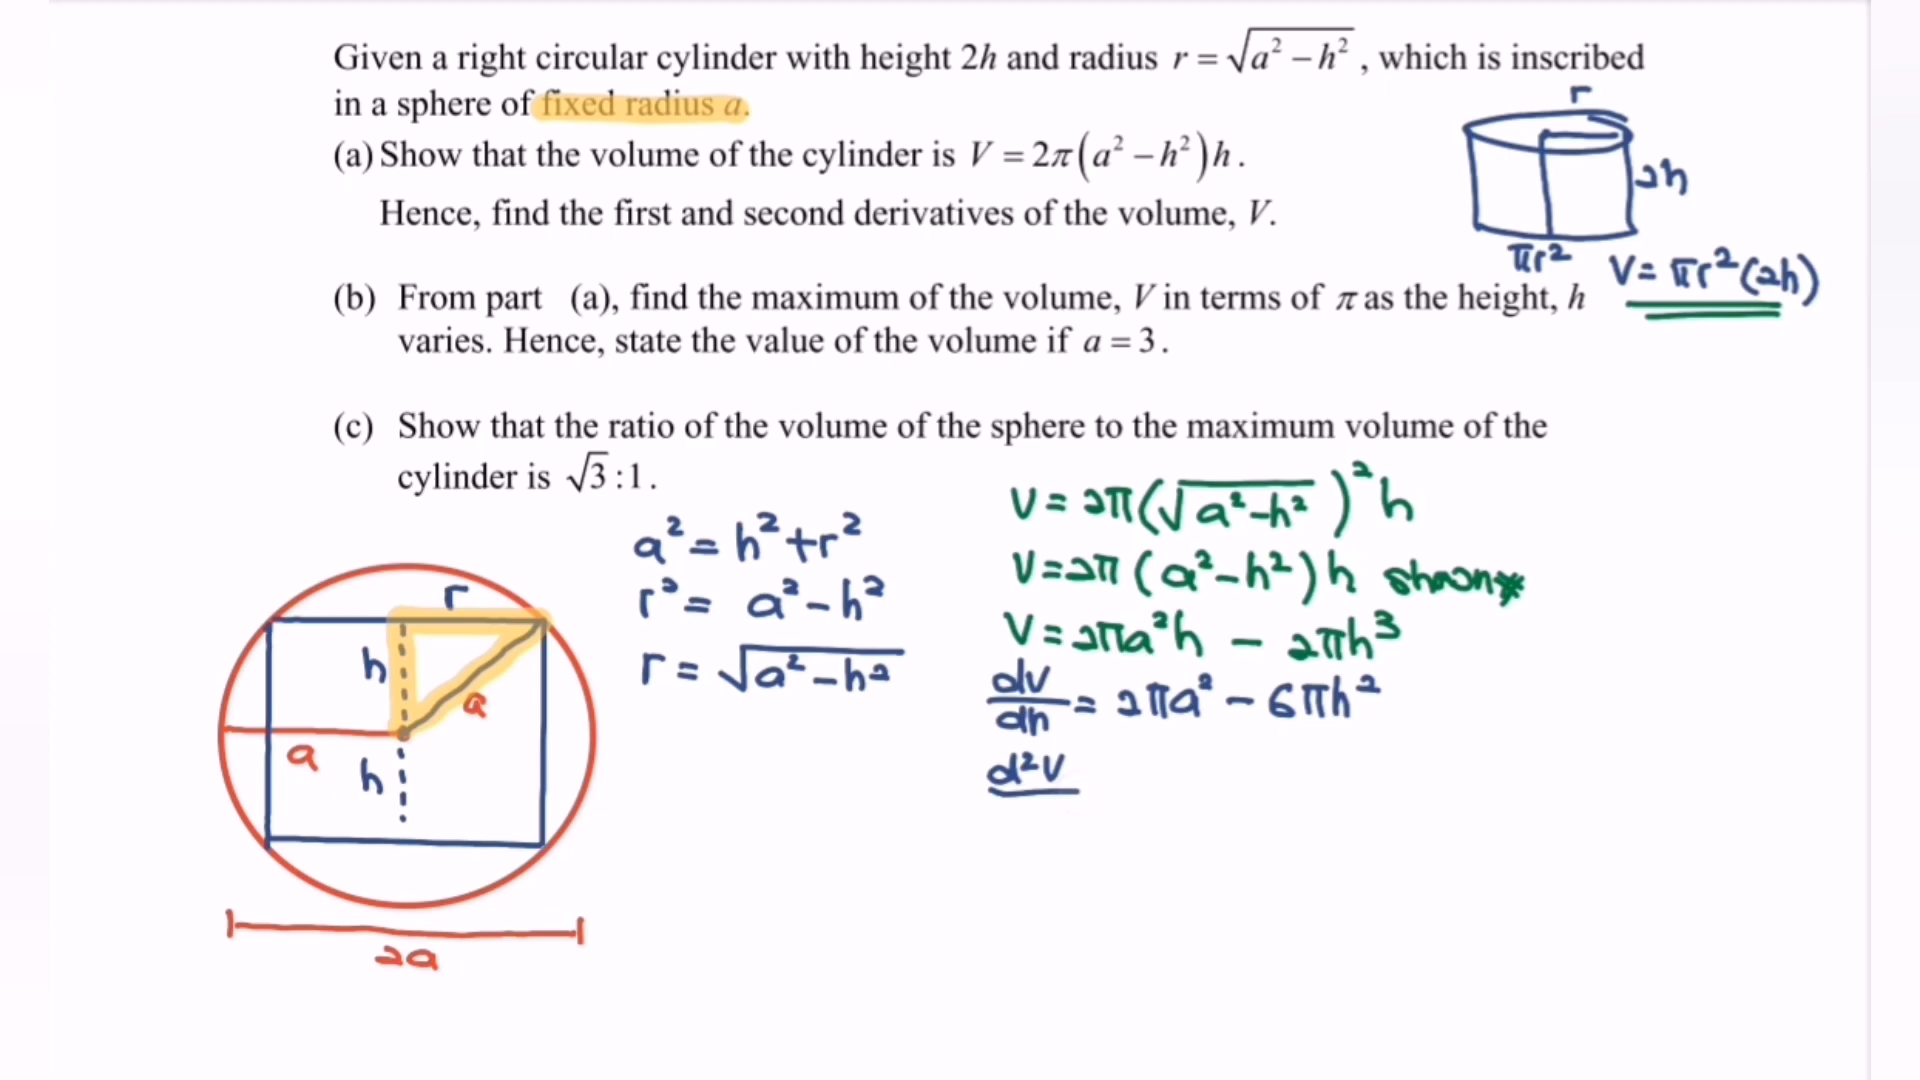 Given a right circular cylinder with height 2h and radius r = √(a² − h²), which is inscribed
in a sphere of fixed radius a.
(a) Show that the volume of the cylinder is V = 2π(a² − h²)h.
Hence, find the first and second derivatives of the volume, V.
(b) From part (a), find the maximum of the volume, V in terms of π as the height, h
varies. Hence, state the value of the volume if a = 3.
(c) Show that the ratio of the volume of the sphere to the maximum volume of the
cylinder is √3 : 1.
r
2h
πr²
V = πr²(2h)
a² = h² + r²
r² = a² − h²
r = √(a² − h²)
V = 2π(√(a² − h²))²h
V = 2π(a² − h²)h shown*
V = 2πa²h − 2πh³
dv/dh = 2πa² − 6πh²
d²V
r
h
a
a
h
2a